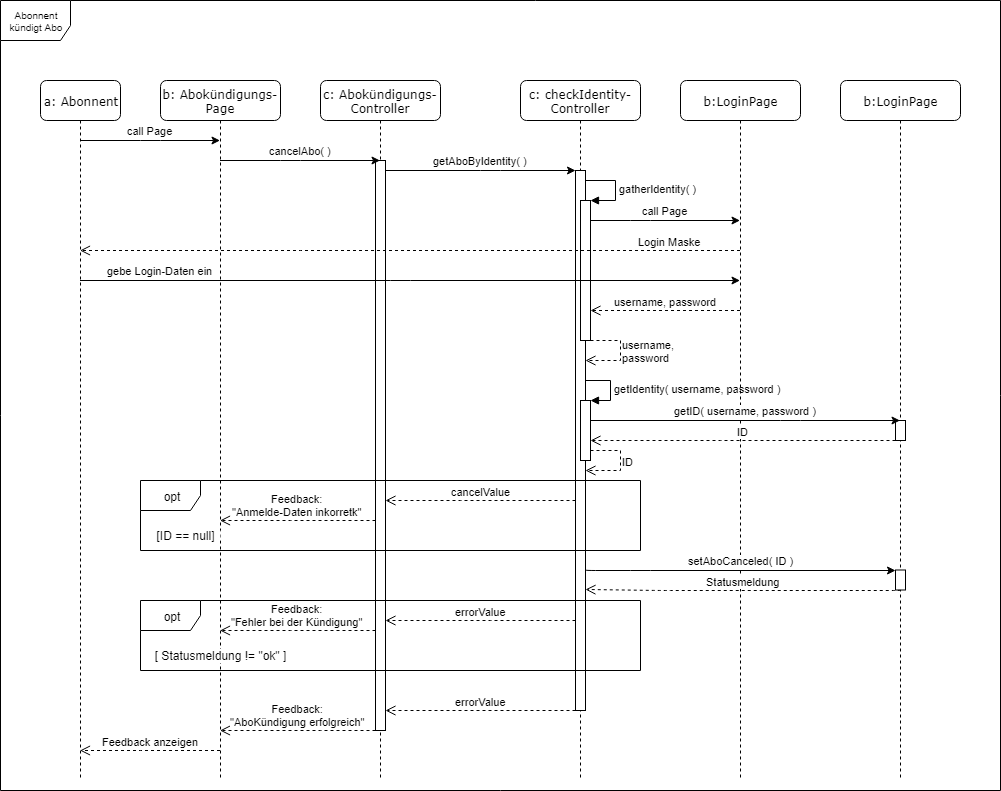 Abonnent
kündigt Abo
a: Abonnent
b: Abokündigungs-
Page
c: Abokündigungs-
Controller
c: checkIdentity-
Controller
b:LoginPage
b:LoginPage
call Page
cancelAbo( )
getAboByIdentity( )
gatherIdentity( )
call Page
Login Maske
gebe Login-Daten ein
username, password
username,
password
getIdentity( username, password )
getID( username, password )
ID
ID
opt
cancelValue
Feedback:
"Anmelde-Daten inkorretk"
[ID == null]
setAboCanceled( ID )
Statusmeldung
opt
errorValue
Feedback:
"Fehler bei der Kündigung"
[ Statusmeldung != "ok" ]
errorValue
Feedback:
"AboKündigung erfolgreich"
Feedback anzeigen